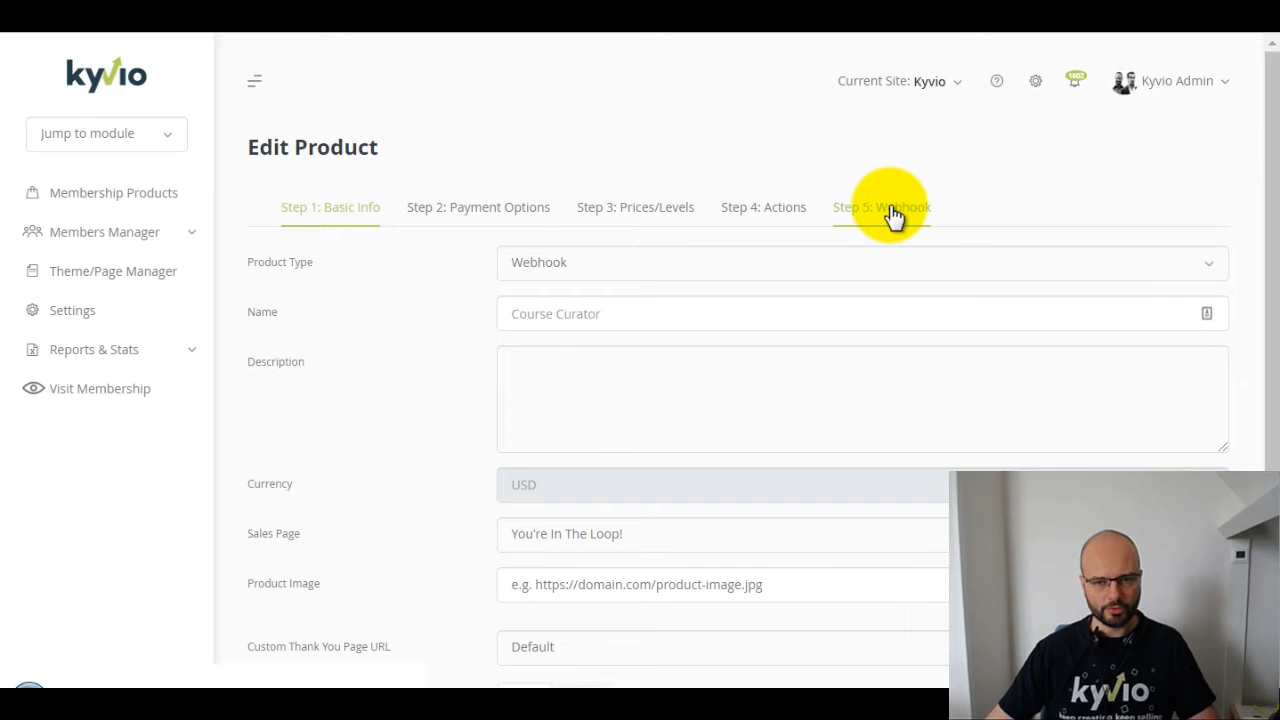 kyvio
Current Site: Kyvio
1602
Kyvio Admin
Jump to module
Edit Product
Membership Products
Members Manager
Theme/Page Manager
Settings
Reports & Stats
Visit Membership
Step 1: Basic Info
Step 2: Payment Options
Step 3: Prices/Levels
Step 4: Actions
Step 5: Webhook
Product Type
Webhook
Name
Course Curator
Description
Currency
USD
Sales Page
You're In The Loop!
Product Image
e.g. https://domain.com/product-image.jpg
Custom Thank You Page URL
Default
kyvio